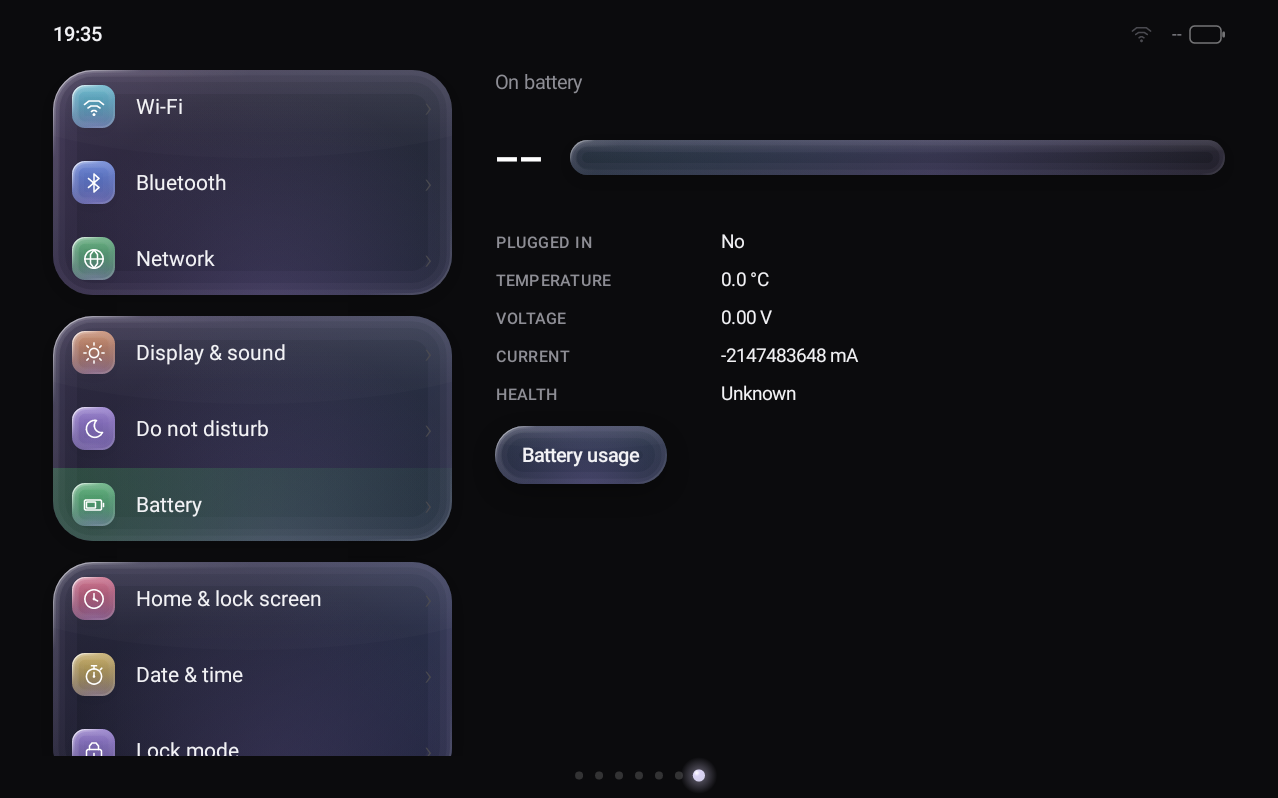 19:35
--
Wi-Fi
Bluetooth
Network
Display & sound
Do not disturb
Battery
Home & lock screen
Date & time
Lock mode
On battery
--
PLUGGED IN No
TEMPERATURE 0.0 °C
VOLTAGE 0.00 V
CURRENT -2147483648 mA
HEALTH Unknown
Battery usage